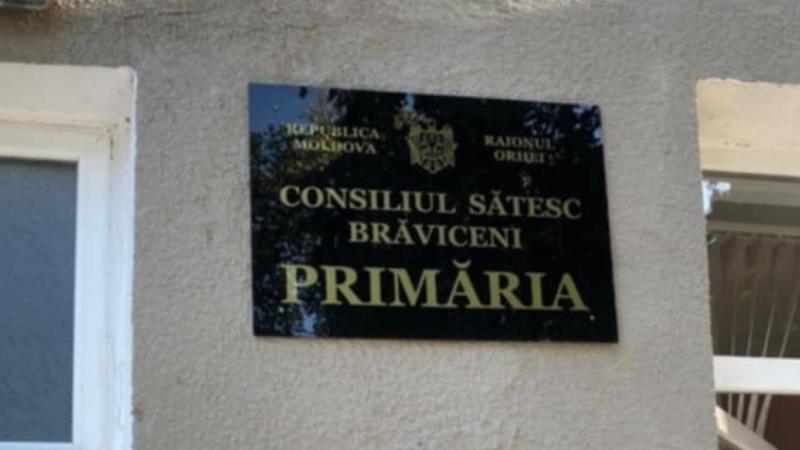 REPUBLICA
MOLDOVA
RAIONUL
ORHEI
CONSILIUL SĂTESC
BRĂVICENI
PRIMĂRIA